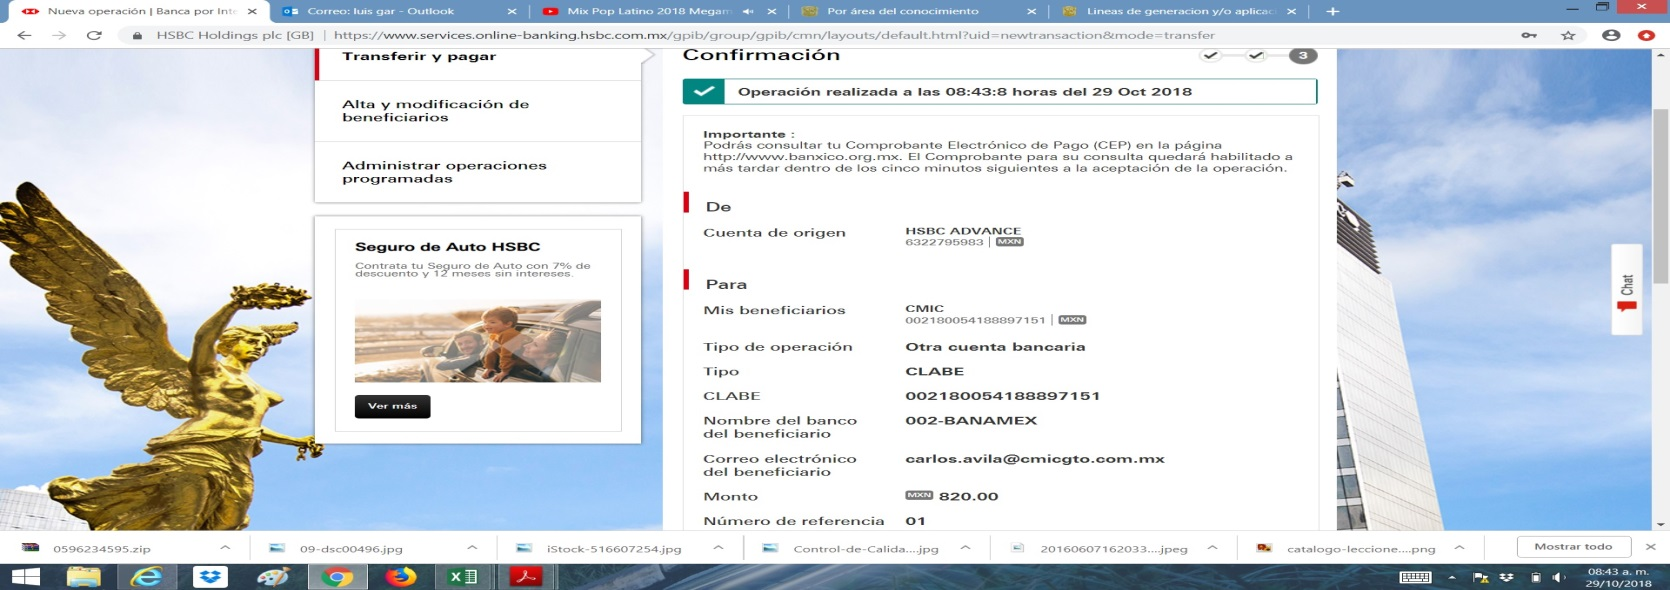 Nueva operación | Banca por Inte
Correo: luis gar - Outlook
Mix Pop Latino 2018 Megam
Por área del conocimiento
Lineas de generacion y/o aplicac
HSBC Holdings plc [GB] | https://www.services.online-banking.hsbc.com.mx/gpib/group/gpib/cmn/layouts/default.html?uid=newtransaction&mode=transfer
Transferir y pagar
Alta y modificación de
beneficiarios
Administrar operaciones
programadas
Seguro de Auto HSBC
Contrata tu Seguro de Auto con 7% de
descuento y 12 meses sin intereses.
Ver más
Confirmación
3
Operación realizada a las 08:43:8 horas del 29 Oct 2018
Importante :
Podrás consultar tu Comprobante Electrónico de Pago (CEP) en la página
http://www.banxico.org.mx. El Comprobante para su consulta quedará habilitado a
más tardar dentro de los cinco minutos siguientes a la aceptación de la operación.
De
Cuenta de origen HSBC ADVANCE
6322795983 | MXN
Para
Mis beneficiarios CMIC
002180054188897151 | MXN
Tipo de operación Otra cuenta bancaria
Tipo CLABE
CLABE 002180054188897151
Nombre del banco
del beneficiario 002-BANAMEX
Correo electrónico
del beneficiario carlos.avila@cmicgto.com.mx
Monto MXN 820.00
Número de referencia 01
Chat
0596234595.zip
09-dsc00496.jpg
iStock-516607254.jpg
Control-de-Calida....jpg
20160607162033....jpeg
catalogo-leccione....png
Mostrar todo
08:43 a. m.
29/10/2018